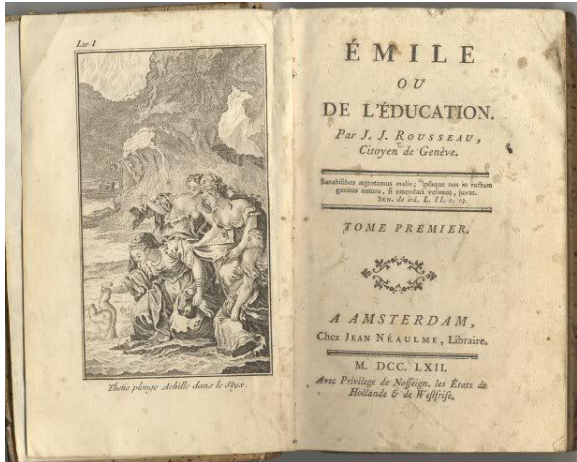 Liv I
Thetis plonge Achille dans le Styx.
ÉMILE
OU
DE L'ÉDUCATION.
Par J. J. ROUSSEAU,
Citoyen de Genève.
Sanabilibus ægrotamus malis; ipsaque nos in rectum
genitos natura, si emendari velimus, juvat.
SEN. de irâ. L. II. c. 13.
TOME PREMIER.
A AMSTERDAM,
Chez JEAN NÉAULME, Libraire.
M. DCC. LXII.
Avec Privilege de Nosseign. les États de
Hollande & de Westfrise.